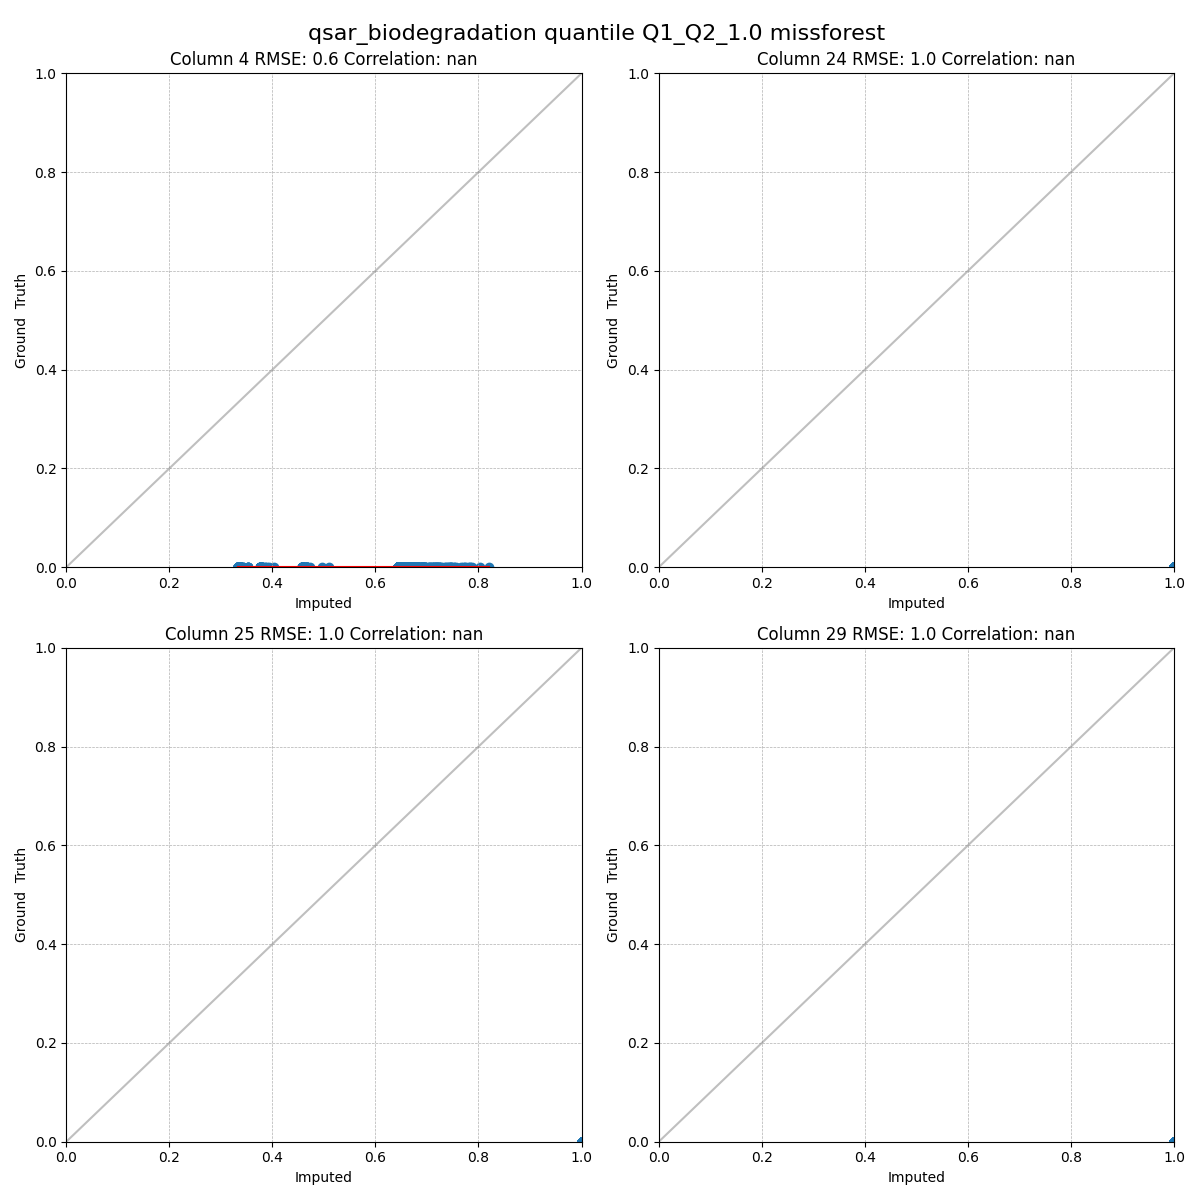 qsar_biodegradation quantile Q1_Q2_1.0 missforest
Column 4 RMSE: 0.6 Correlation: nan
Column 24 RMSE: 1.0 Correlation: nan
1.0
0.8
0.6
0.4
0.2
0.0
Ground Truth
0.0 0.2 0.4 0.6 0.8 1.0
Imputed
1.0
0.8
0.6
0.4
0.2
0.0
Ground Truth
0.0 0.2 0.4 0.6 0.8 1.0
Imputed
Column 25 RMSE: 1.0 Correlation: nan
Column 29 RMSE: 1.0 Correlation: nan
1.0
0.8
0.6
0.4
0.2
0.0
Ground Truth
0.0 0.2 0.4 0.6 0.8 1.0
Imputed
1.0
0.8
0.6
0.4
0.2
0.0
Ground Truth
0.0 0.2 0.4 0.6 0.8 1.0
Imputed